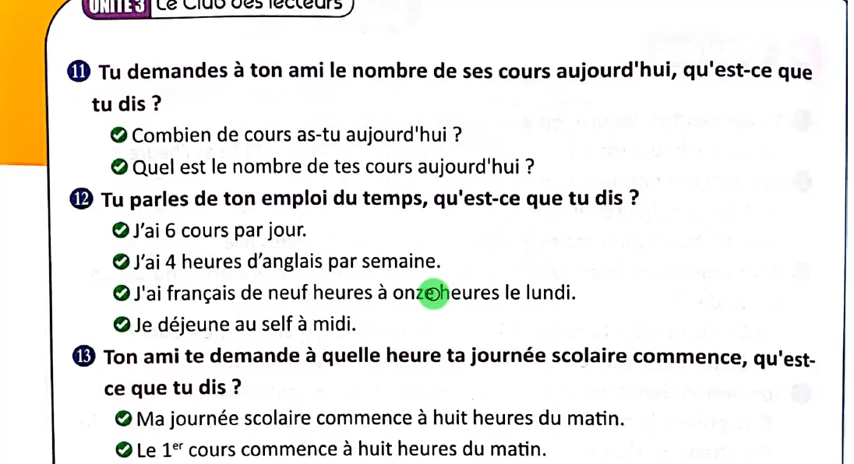 UNITÉ 3 Le Club des lecteurs
11 Tu demandes à ton ami le nombre de ses cours aujourd'hui, qu'est-ce que
tu dis ?
Combien de cours as-tu aujourd'hui ?
Quel est le nombre de tes cours aujourd'hui ?
12 Tu parles de ton emploi du temps, qu'est-ce que tu dis ?
J'ai 6 cours par jour.
J'ai 4 heures d'anglais par semaine.
J'ai français de neuf heures à onze heures le lundi.
Je déjeune au self à midi.
13 Ton ami te demande à quelle heure ta journée scolaire commence, qu'est-
ce que tu dis ?
Ma journée scolaire commence à huit heures du matin.
Le 1er cours commence à huit heures du matin.